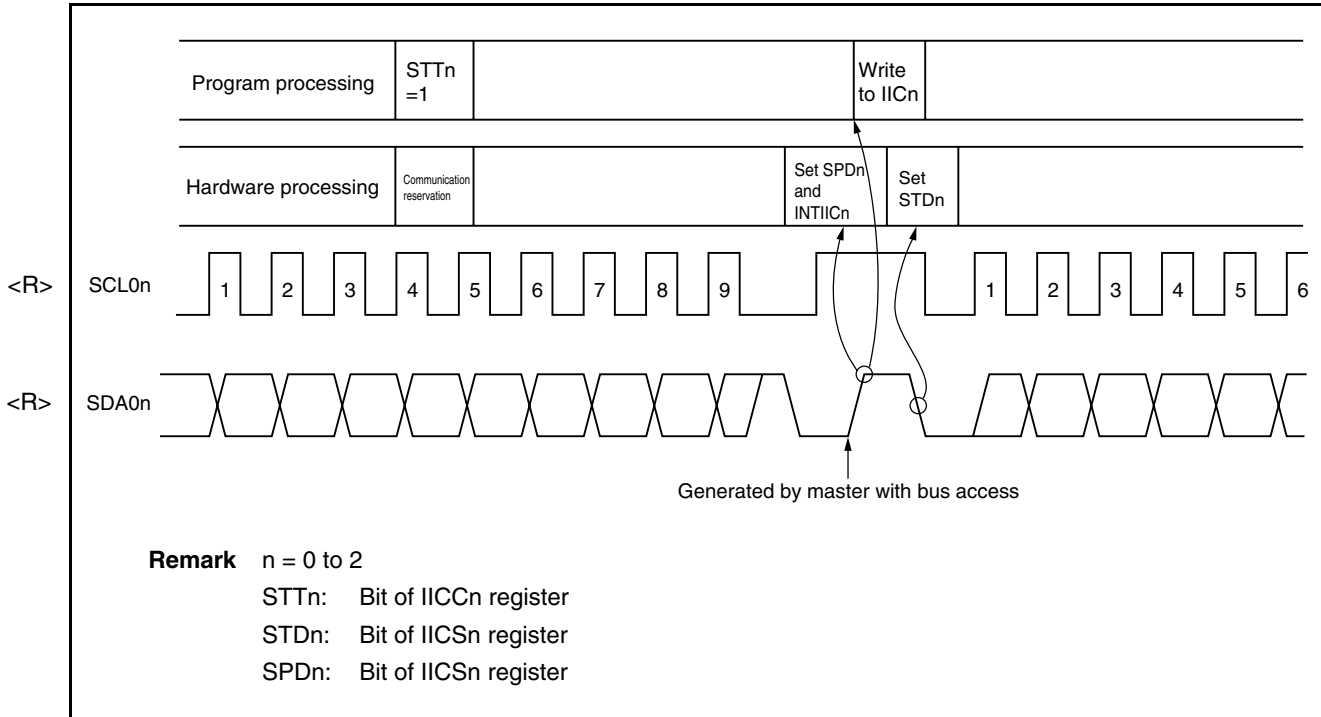 Program processing
STTn
=1
Write
to IICn
Hardware processing
Communication
reservation
Set SPDn
and
INTIICn
Set
STDn
<R> SCL0n 1 2 3 4 5 6 7 8 9 1 2 3 4 5 6
<R> SDA0n
Generated by master with bus access
Remark n = 0 to 2
STTn: Bit of IICCn register
STDn: Bit of IICSn register
SPDn: Bit of IICSn register